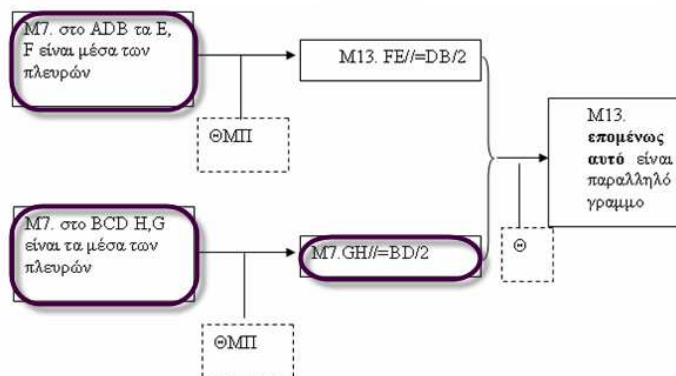 M7. στο ADB τα E,
F είναι μέσα των
πλευρών
M13. FE//=DB/2
ΘΜΠ
M13.
επομένως
αυτό είναι
παραλληλό
γραμμο
M7. στο BCD H,G
είναι τα μέσα των
πλευρών
M7.GH//=BD/2
Θ
ΘΜΠ